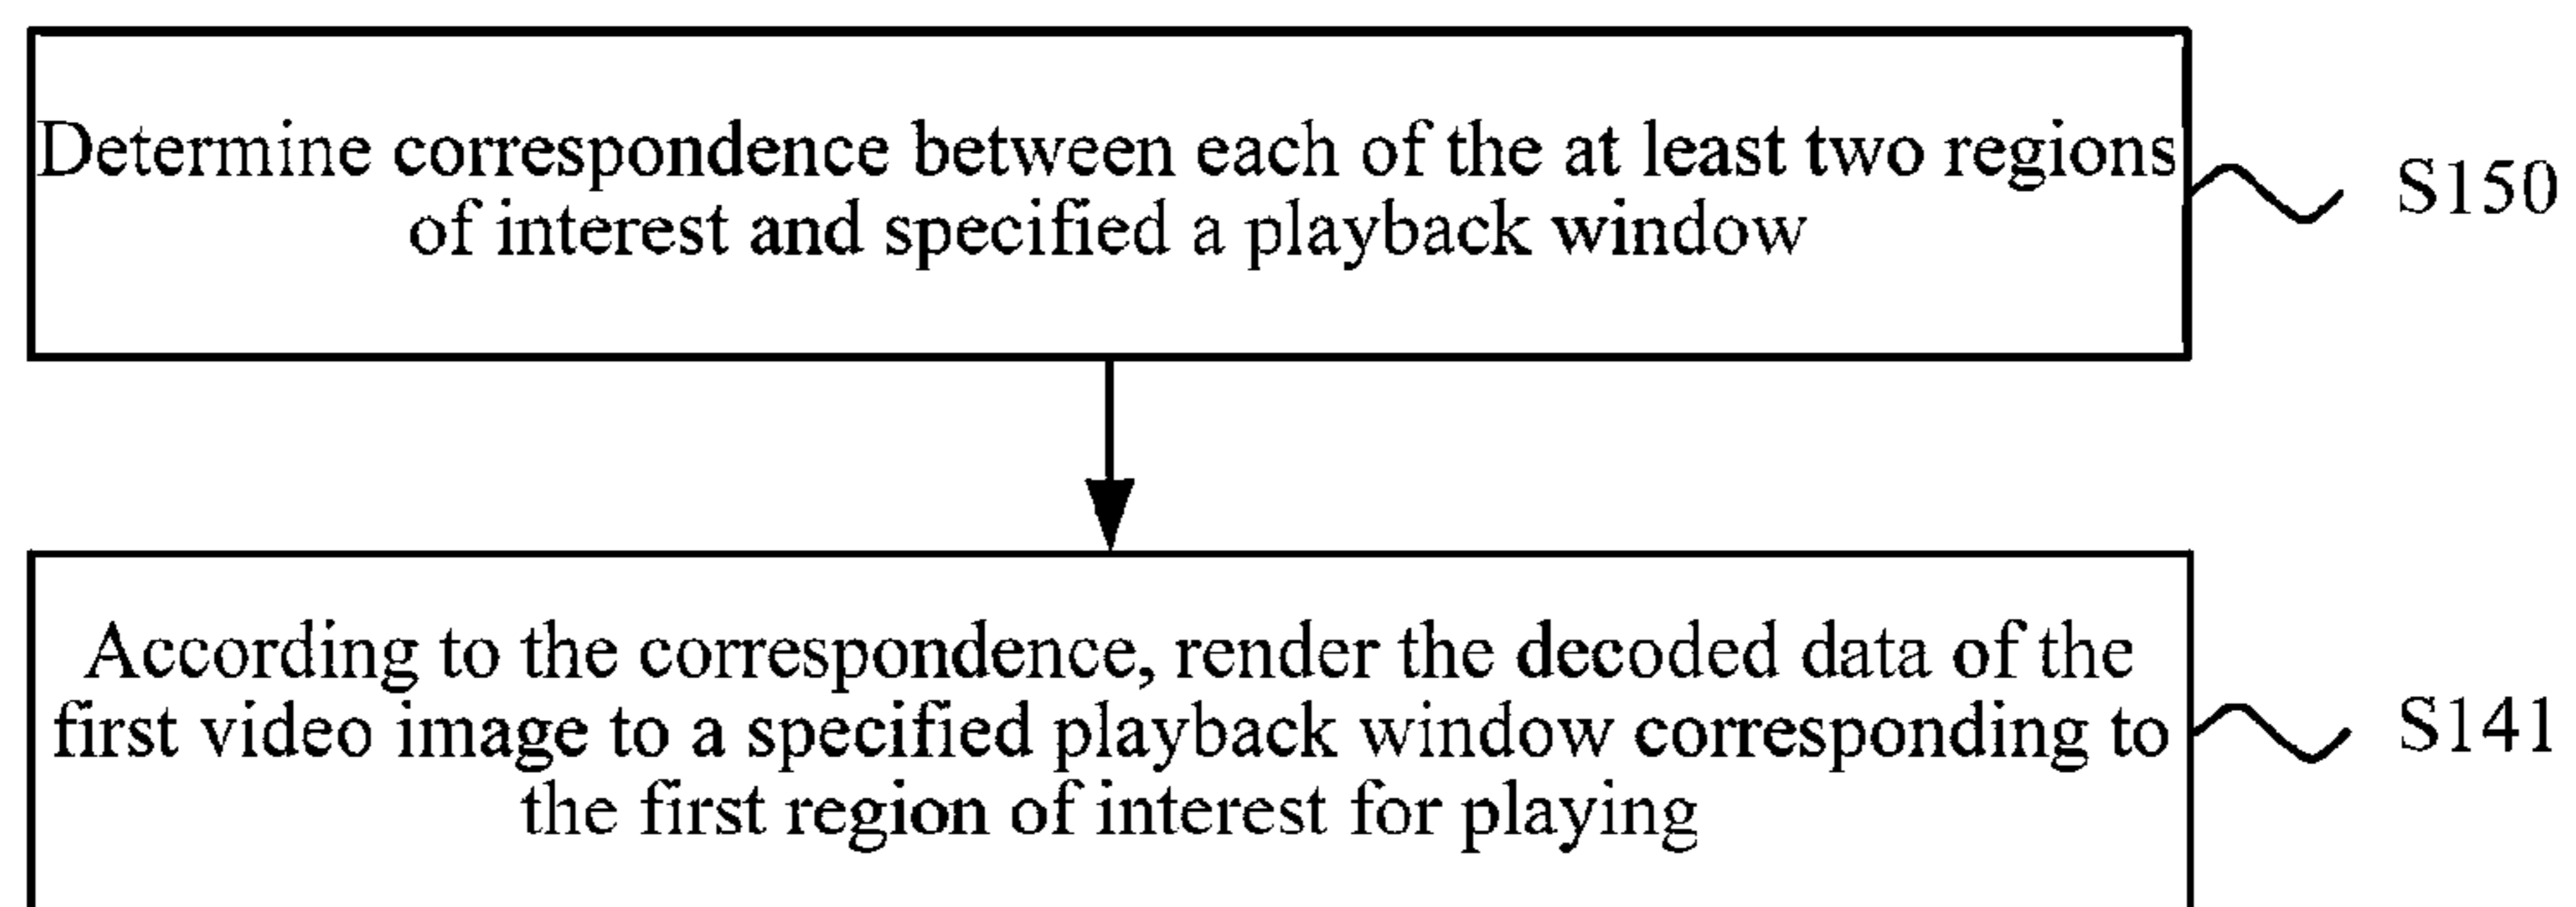 Determine correspondence between each of the at least two regions
of interest and specified a playback window
S150
According to the correspondence, render the decoded data of the
first video image to a specified playback window corresponding to
the first region of interest for playing
S141